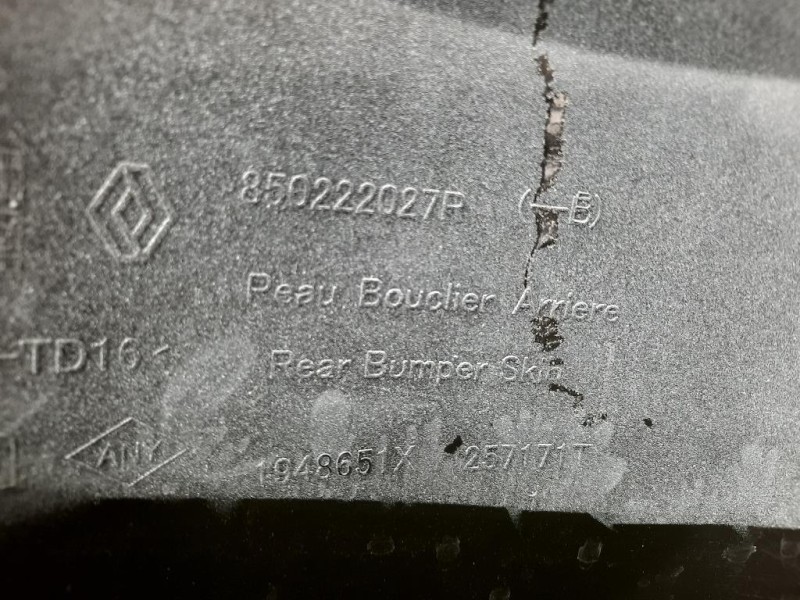 850222027R (—B)
Peau Bouclier Arriere
-TD16<
Rear Bumper Skin
ANY
1948651X 257171T